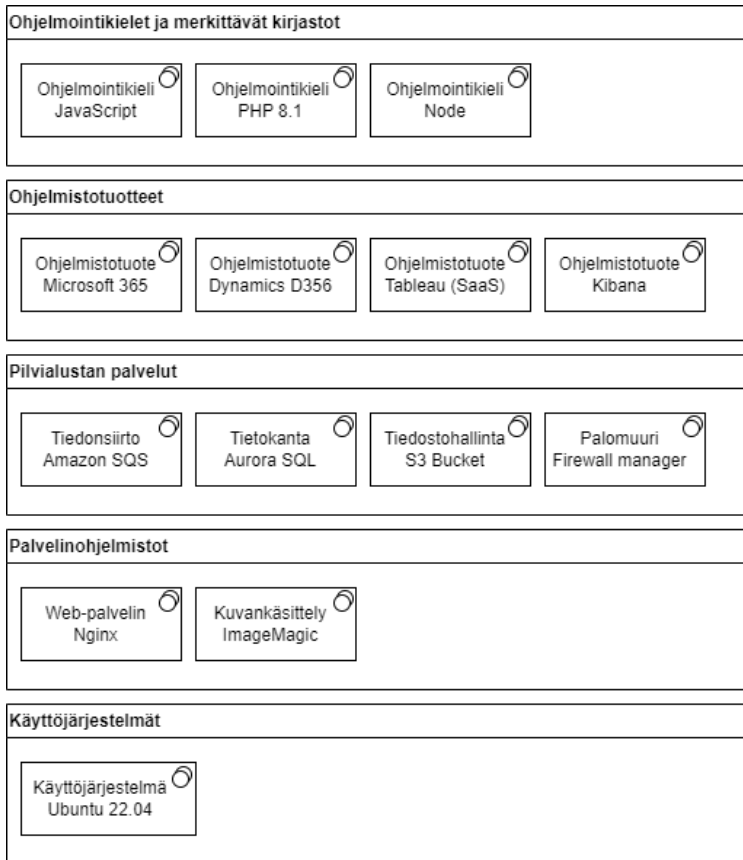 Ohjelmointikielet ja merkittävät kirjastot
Ohjelmointikieli
JavaScript
Ohjelmointikieli
PHP 8.1
Ohjelmointikieli
Node
Ohjelmistotuotteet
Ohjelmistotuote
Microsoft 365
Ohjelmistotuote
Dynamics D356
Ohjelmistotuote
Tableau (SaaS)
Ohjelmistotuote
Kibana
Pilvialustan palvelut
Tiedonsiirto
Amazon SQS
Tietokanta
Aurora SQL
Tiedostohallinta
S3 Bucket
Palomuuri
Firewall manager
Palvelinohjelmistot
Web-palvelin
Nginx
Kuvankäsittely
ImageMagic
Käyttöjärjestelmät
Käyttöjärjestelmä
Ubuntu 22.04